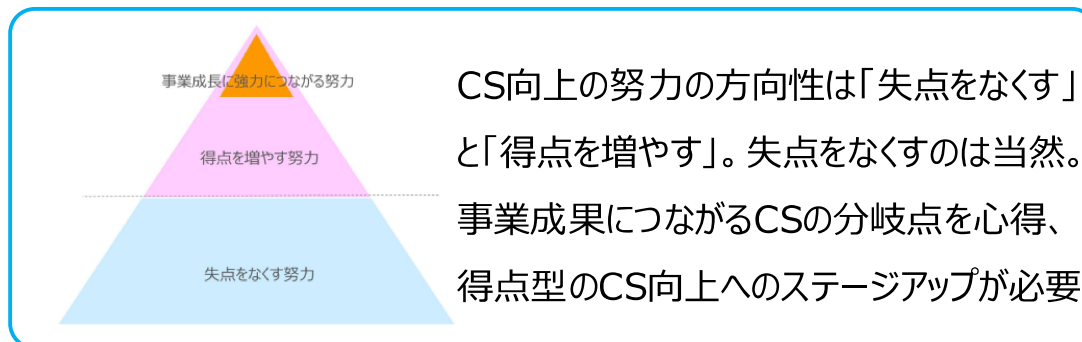 事業成長に強力につながる努力
得点を増やす努力
失点をなくす努力
CS向上の努力の方向性は「失点をなくす」
と「得点を増やす」。失点をなくすのは当然。
事業成果につながるCSの分岐点を心得、
得点型のCS向上へのステージアップが必要